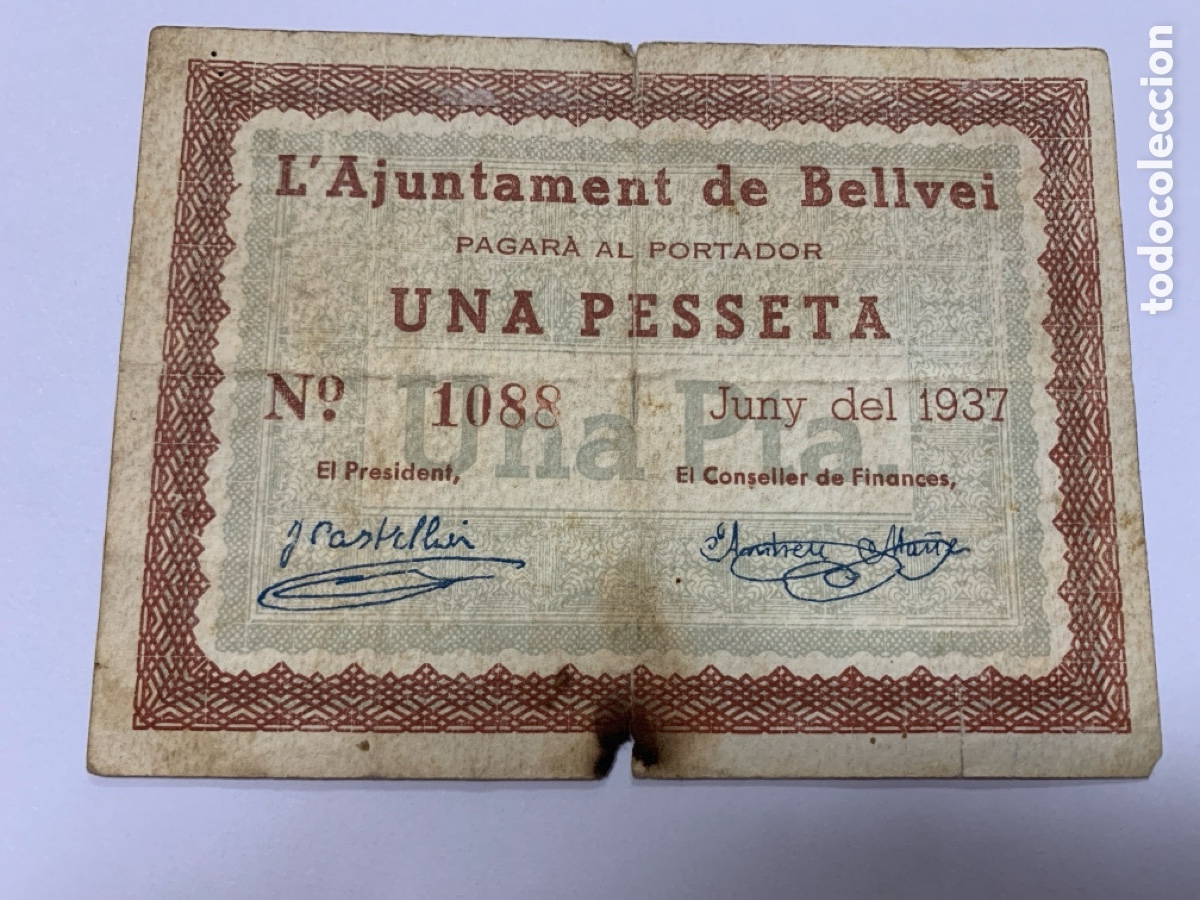 L'Ajuntament de Bellvei
PAGARÀ AL PORTADOR
UNA PESSETA
Una Pta.
Nº. 1088 Juny del 1937
El President, El Conseller de Finances,
todocoleccion